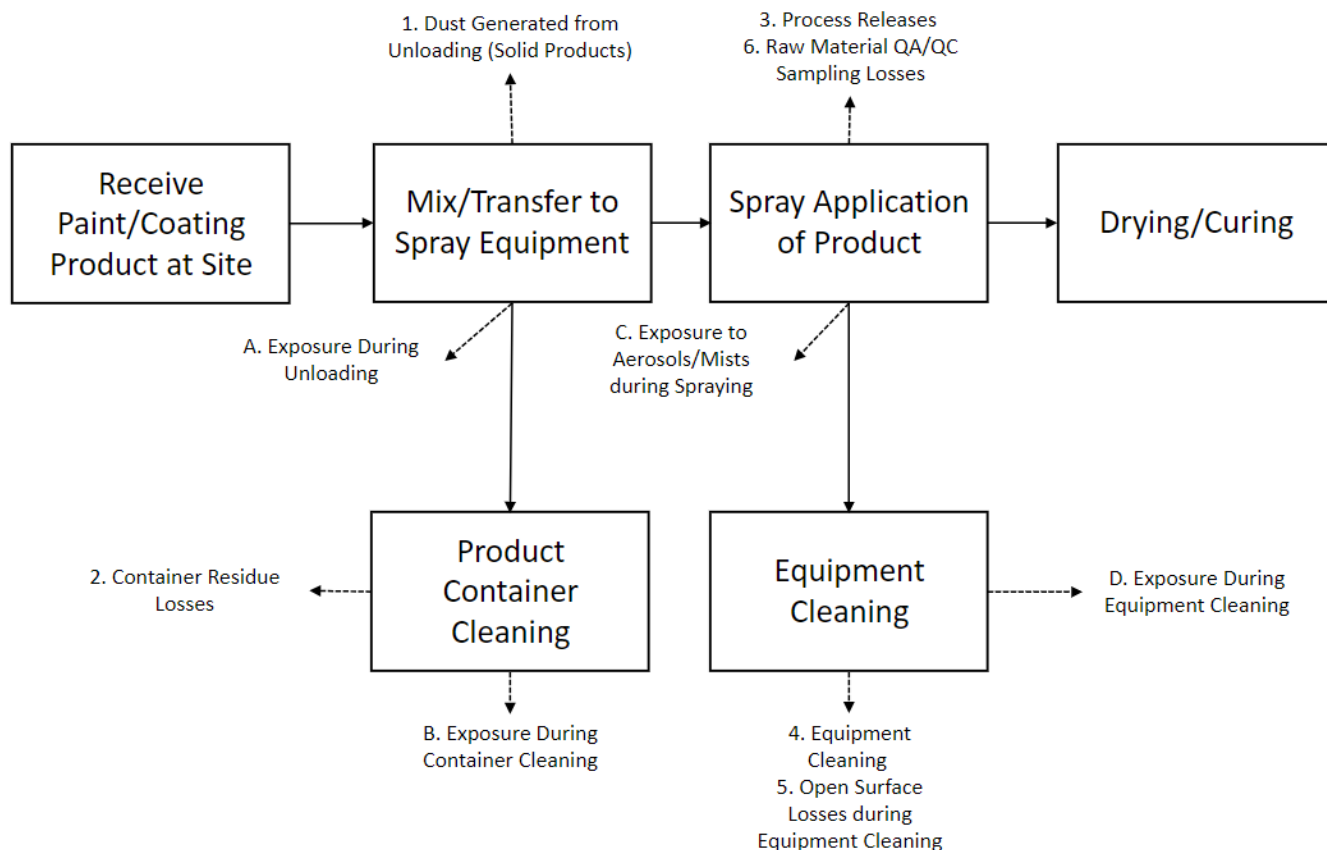 1. Dust Generated from
Unloading (Solid Products)
3. Process Releases
6. Raw Material QA/QC
Sampling Losses
Receive
Paint/Coating
Product at Site
Mix/Transfer to
Spray Equipment
Spray Application
of Product
Drying/Curing
A. Exposure During
Unloading
C. Exposure to
Aerosols/Mists
during Spraying
2. Container Residue
Losses
Product
Container
Cleaning
Equipment
Cleaning
D. Exposure During
Equipment Cleaning
B. Exposure During
Container Cleaning
4. Equipment
Cleaning
5. Open Surface
Losses during
Equipment Cleaning